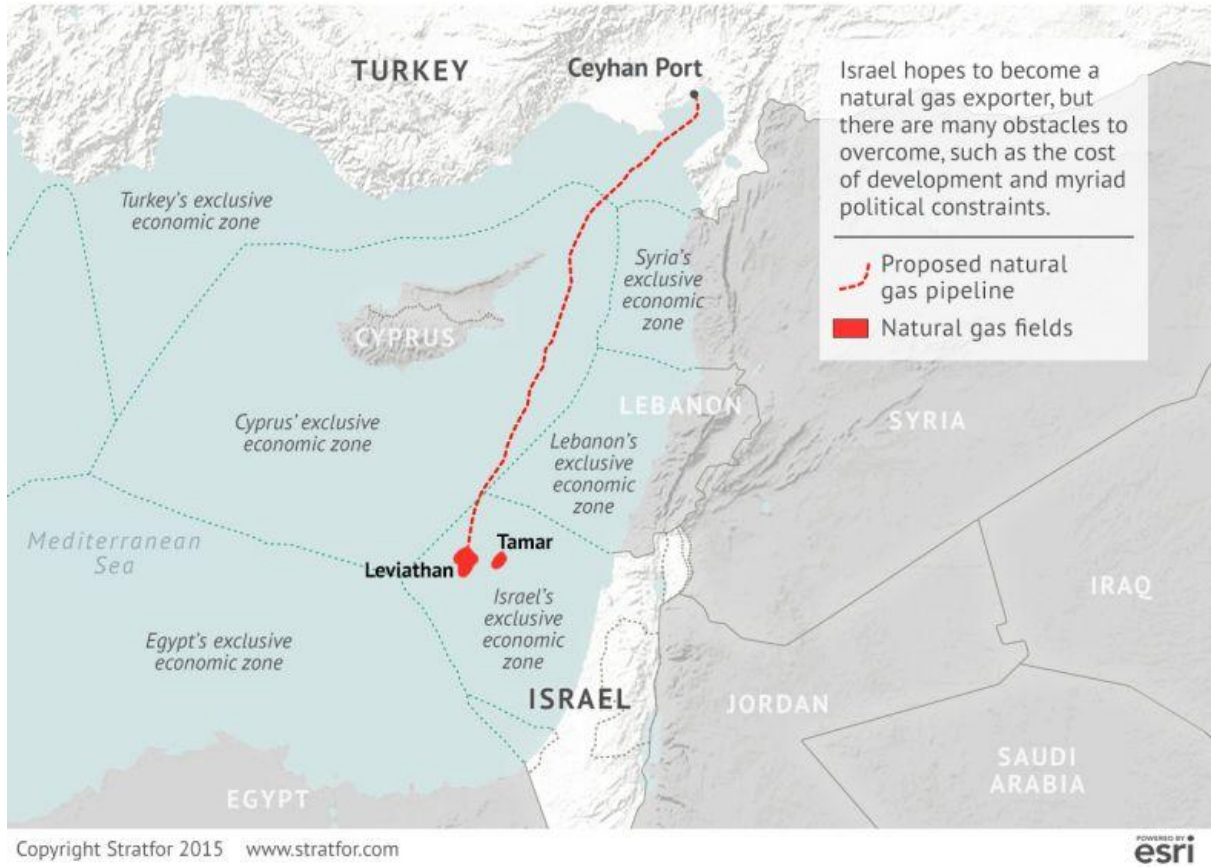 TURKEY
Ceyhan Port
Israel hopes to become a
natural gas exporter, but
there are many obstacles to
overcome, such as the cost
of development and myriad
political constraints.
Proposed natural
gas pipeline
Natural gas fields
Turkey's exclusive
economic zone
Syria's
exclusive
economic
zone
CYPRUS
LEBANON
SYRIA
Cyprus' exclusive
economic zone
Lebanon's
exclusive
economic
zone
Mediterranean
Sea
Tamar
Leviathan
IRAQ
Israel's
exclusive
economic
zone
Egypt's exclusive
economic zone
ISRAEL
JORDAN
SAUDI
ARABIA
EGYPT
Copyright Stratfor 2015 www.stratfor.com
POWERED BY
esri